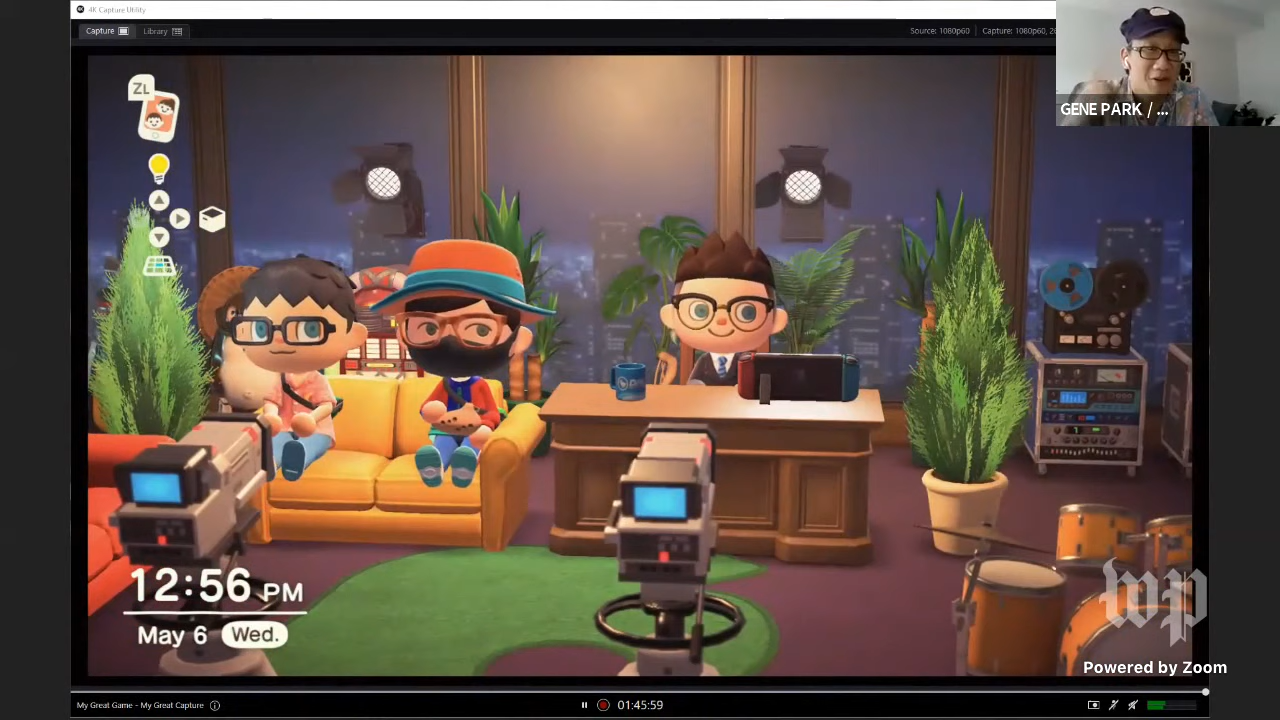 4K Capture Utility
Capture
Library
Source: 1080p60
Capture: 1080p60,
GENE PARK / ...
ZL
12:56 PM
May 6 Wed.
wp
Powered by Zoom
My Great Game - My Great Capture
01:45:59